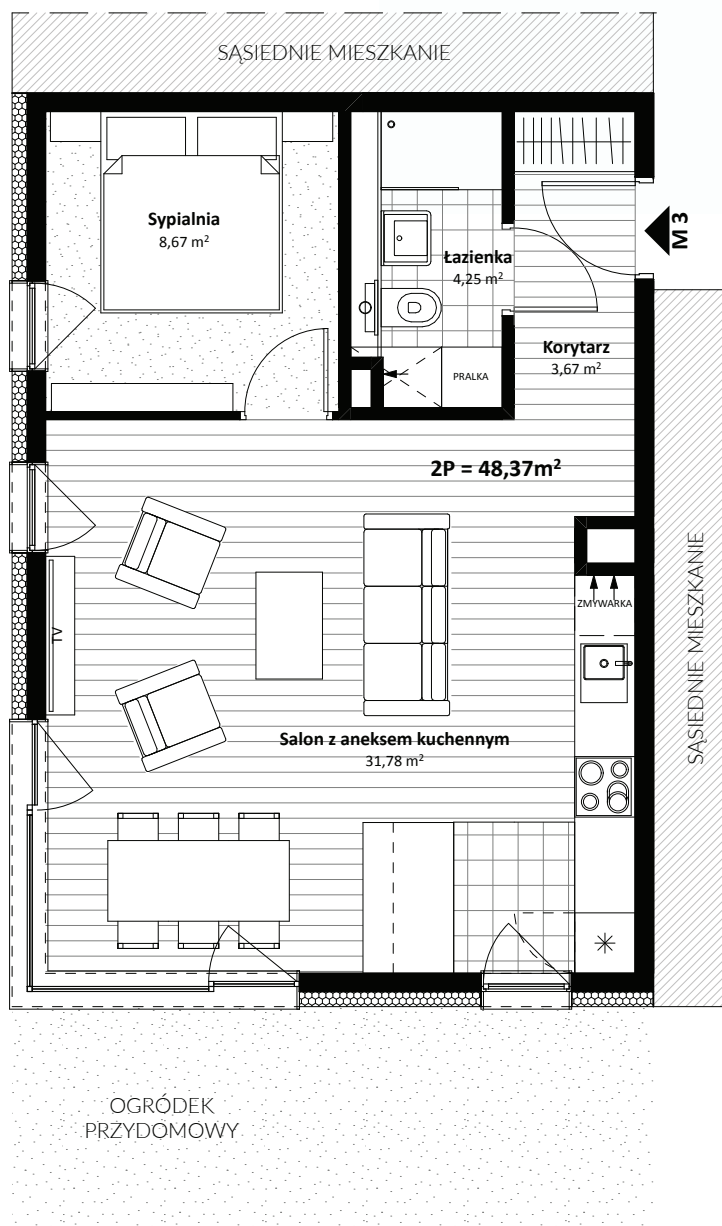 SĄSIEDNIE MIESZKANIE
Sypialnia
8,67 m²
Łazienka
4,25 m²
M 3
Korytarz
3,67 m²
PRALKA
2P = 48,37m²
ZMYWARKA
SĄSIEDNIE MIESZKANIE
TV
Salon z aneksem kuchennym
31,78 m²
OGRÓDEK
PRZYDOMOWY